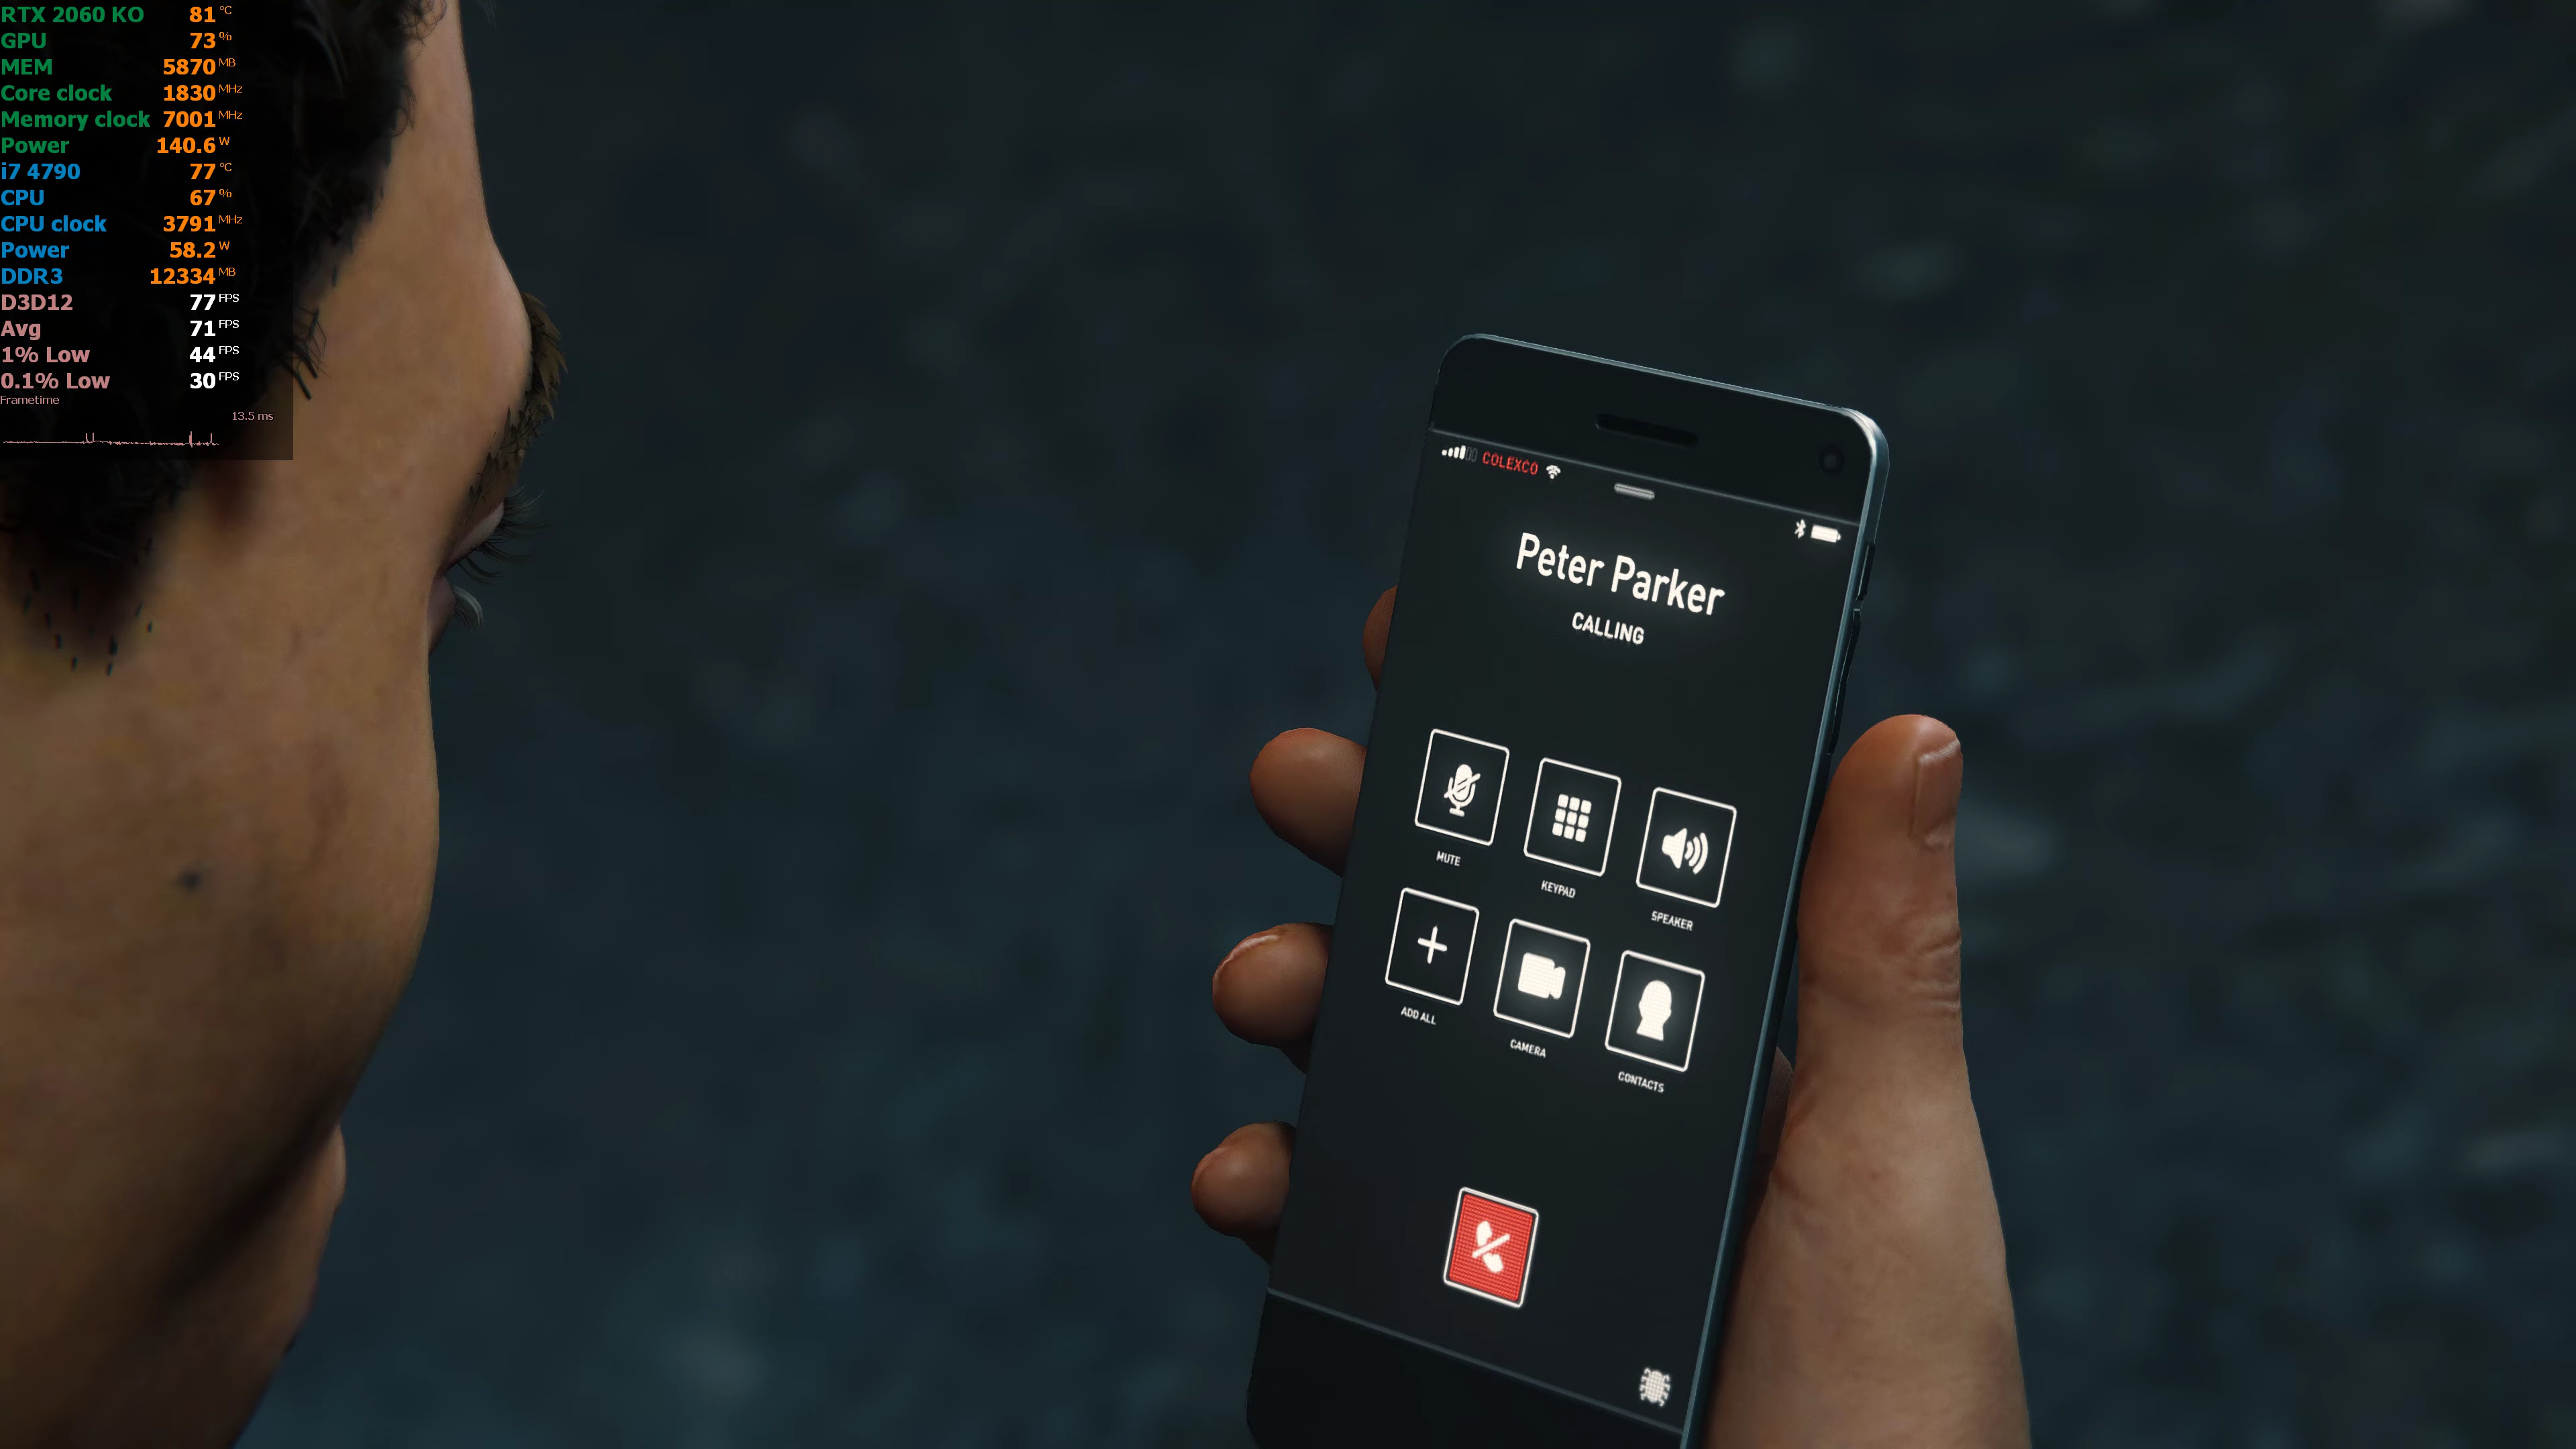 RTX 2060 KO 81 °C
GPU 73 %
MEM 5870 MB
Core clock 1830 MHz
Memory clock 7001 MHz
Power 140.6 W
i7 4790 77 °C
CPU 67 %
CPU clock 3791 MHz
Power 58.2 W
DDR3 12334 MB
D3D12 77 FPS
Avg 71 FPS
1% Low 44 FPS
0.1% Low 30 FPS
Frametime
13.5 ms
COLEXCO
Peter Parker
CALLING
MUTE KEYPAD SPEAKER
ADD ALL CAMERA CONTACTS